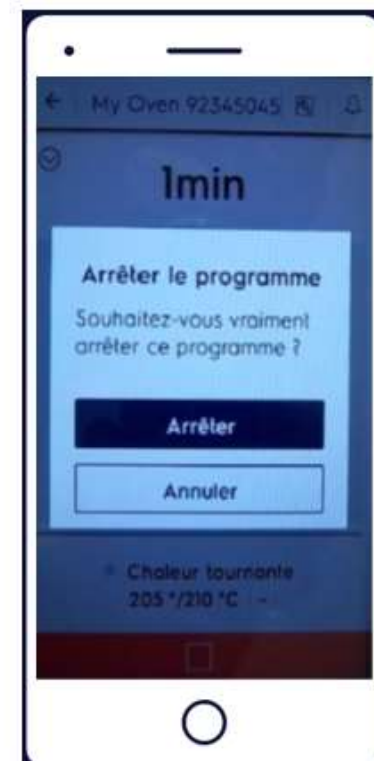 My Oven 92345045
1min
Arrêter le programme
Souhaitez-vous vraiment
arrêter ce programme ?
Arrêter
Annuler
Chaleur tournante
205 °/210 °C